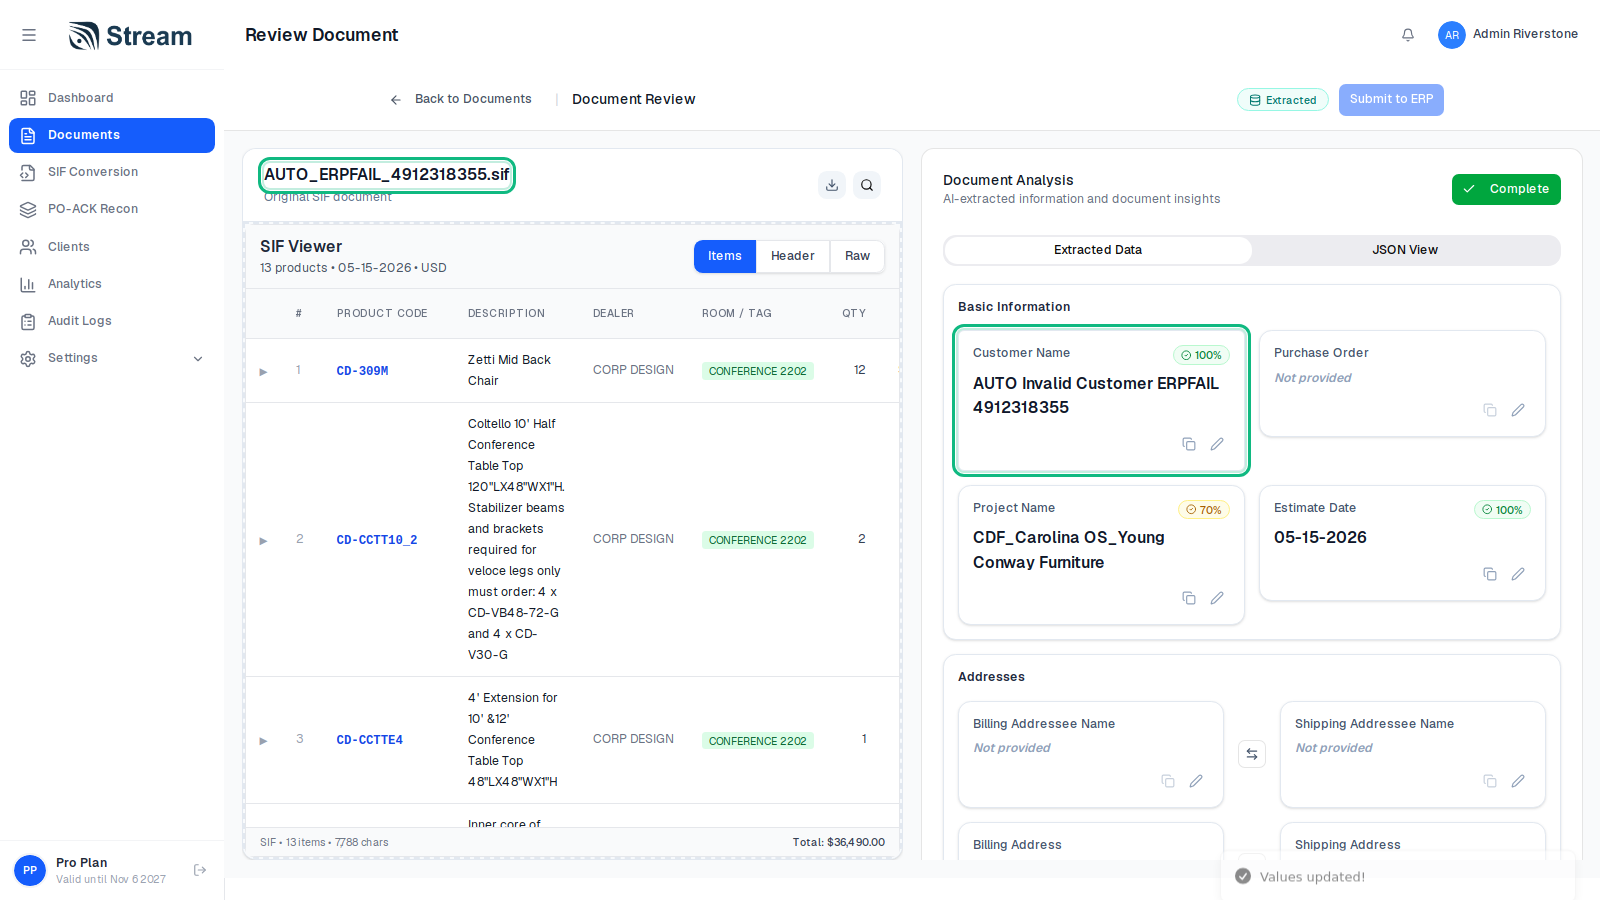 Stream
Review Document
AR
Admin Riverstone
Dashboard
Documents
SIF Conversion
PO-ACK Recon
Clients
Analytics
Audit Logs
Settings
PP
Pro Plan
Valid until Nov 6 2027
Back to Documents
Document Review
Extracted
Submit to ERP
AUTO_ERPFAIL_4912318355.sif
Original SIF document
SIF Viewer
13 products • 05-15-2026 • USD
Items
Header
Raw
# PRODUCT CODE DESCRIPTION DEALER ROOM / TAG QTY
1 CD-309M Zetti Mid Back CORP DESIGN CONFERENCE 2202 12
Chair
Coltello 10' Half
Conference
Table Top
120"LX48"WX1"H.
Stabilizer beams
and brackets
2 CD-CCTT10_2 required for CORP DESIGN CONFERENCE 2202 2
veloce legs only
must order: 4 x
CD-VB48-72-G
and 4 x CD-
V30-G
4' Extension for
10' &12'
3 CD-CCTTE4 Conference CORP DESIGN CONFERENCE 2202 1
Table Top
48"LX48"WX1"H
Inner core of
SIF • 13 items • 7788 chars
Total: $36,490.00
Document Analysis
AI-extracted information and document insights
Complete
Extracted Data
JSON View
Basic Information
Customer Name
100%
AUTO Invalid Customer ERPFAIL
4912318355
Purchase Order
Not provided
Project Name
70%
CDF_Carolina OS_Young
Conway Furniture
Estimate Date
100%
05-15-2026
Addresses
Billing Addressee Name
Not provided
Shipping Addressee Name
Not provided
Billing Address
Shipping Address
Values updated!